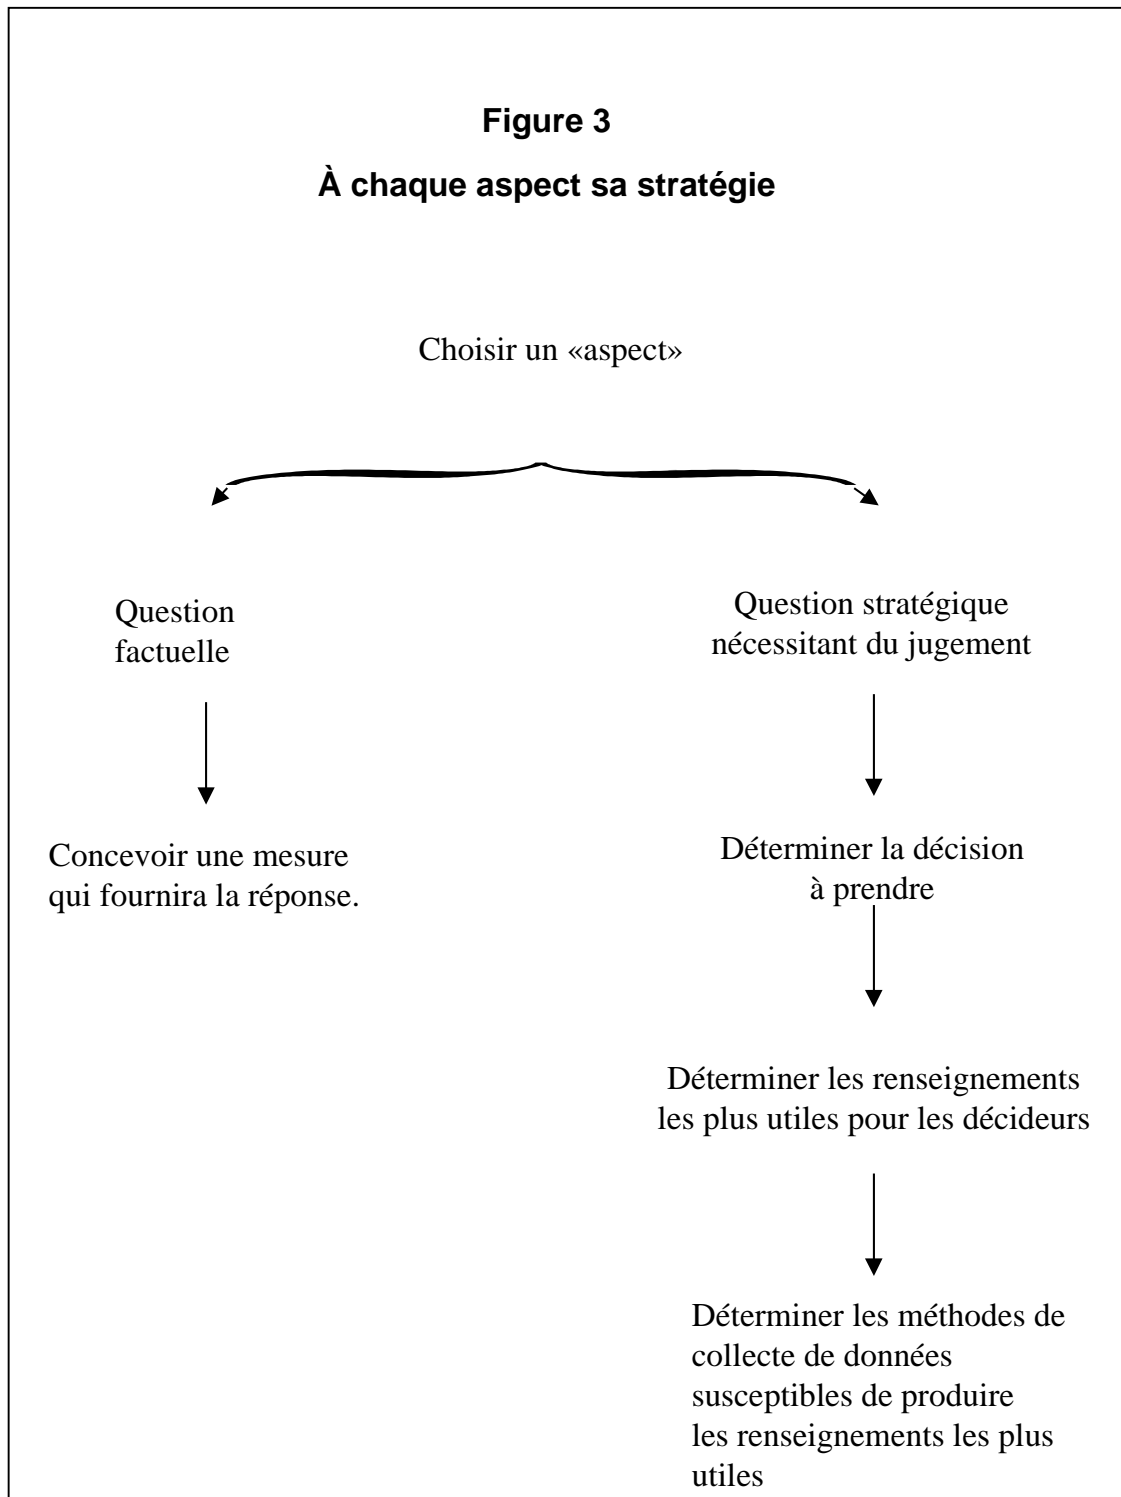 Figure 3
À chaque aspect sa stratégie
Choisir un «aspect»
Question
factuelle
Concevoir une mesure
qui fournira la réponse.
Question stratégique
nécessitant du jugement
Déterminer la décision
à prendre
Déterminer les renseignements
les plus utiles pour les décideurs
Déterminer les méthodes de
collecte de données
susceptibles de produire
les renseignements les plus
utiles